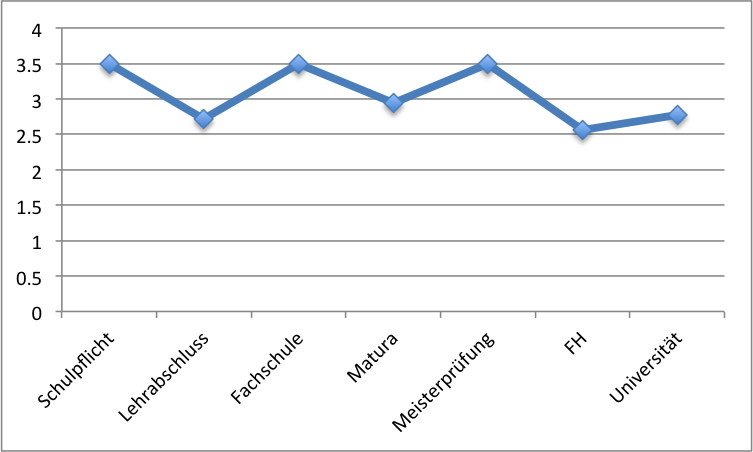 4
3.5
3
2.5
2
1.5
1
0.5
0
Schulpflicht
Lehrabschluss
Fachschule
Matura
Meisterprüfung
FH
Universität